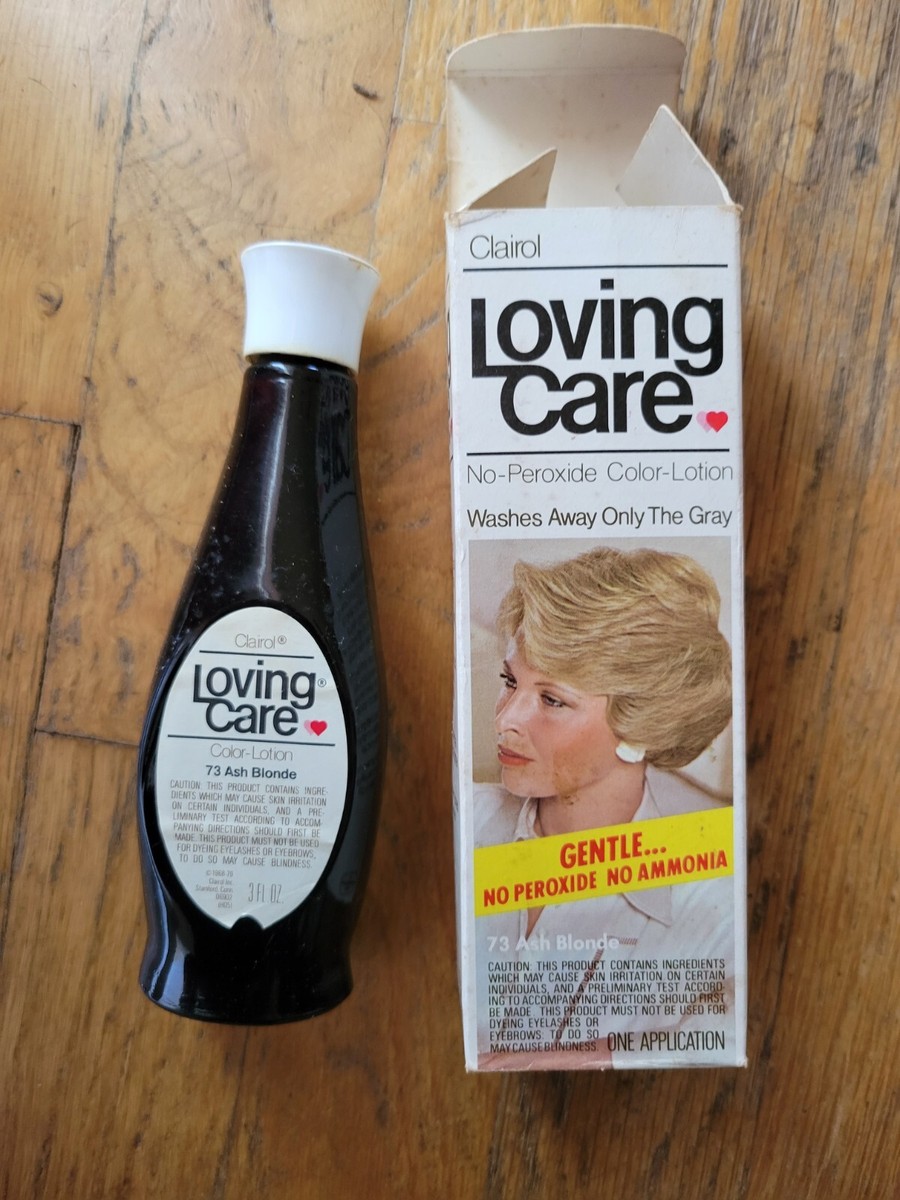 Clairol®
Loving®
Care
Color-Lotion
73 Ash Blonde
CAUTION: THIS PRODUCT CONTAINS INGRE-
DIENTS WHICH MAY CAUSE SKIN IRRITATION
ON CERTAIN INDIVIDUALS, AND A PRE-
LIMINARY TEST ACCORDING TO ACCOM-
PANYING DIRECTIONS SHOULD FIRST BE
MADE. THIS PRODUCT MUST NOT BE USED
FOR DYEING EYELASHES OR EYEBROWS;
TO DO SO MAY CAUSE BLINDNESS.
Clairol Inc.
Stamford, Conn.
3 FL OZ.
Clairol
Loving
Care
No-Peroxide Color-Lotion
Washes Away Only The Gray
GENTLE...
NO PEROXIDE NO AMMONIA
73 Ash Blonde
CAUTION: THIS PRODUCT CONTAINS INGREDIENTS
WHICH MAY CAUSE SKIN IRRITATION ON CERTAIN
INDIVIDUALS, AND A PRELIMINARY TEST ACCORD-
ING TO ACCOMPANYING DIRECTIONS SHOULD FIRST
BE MADE. THIS PRODUCT MUST NOT BE USED FOR
DYEING EYELASHES OR
EYEBROWS: TO DO SO
MAY CAUSE BLINDNESS.
ONE APPLICATION